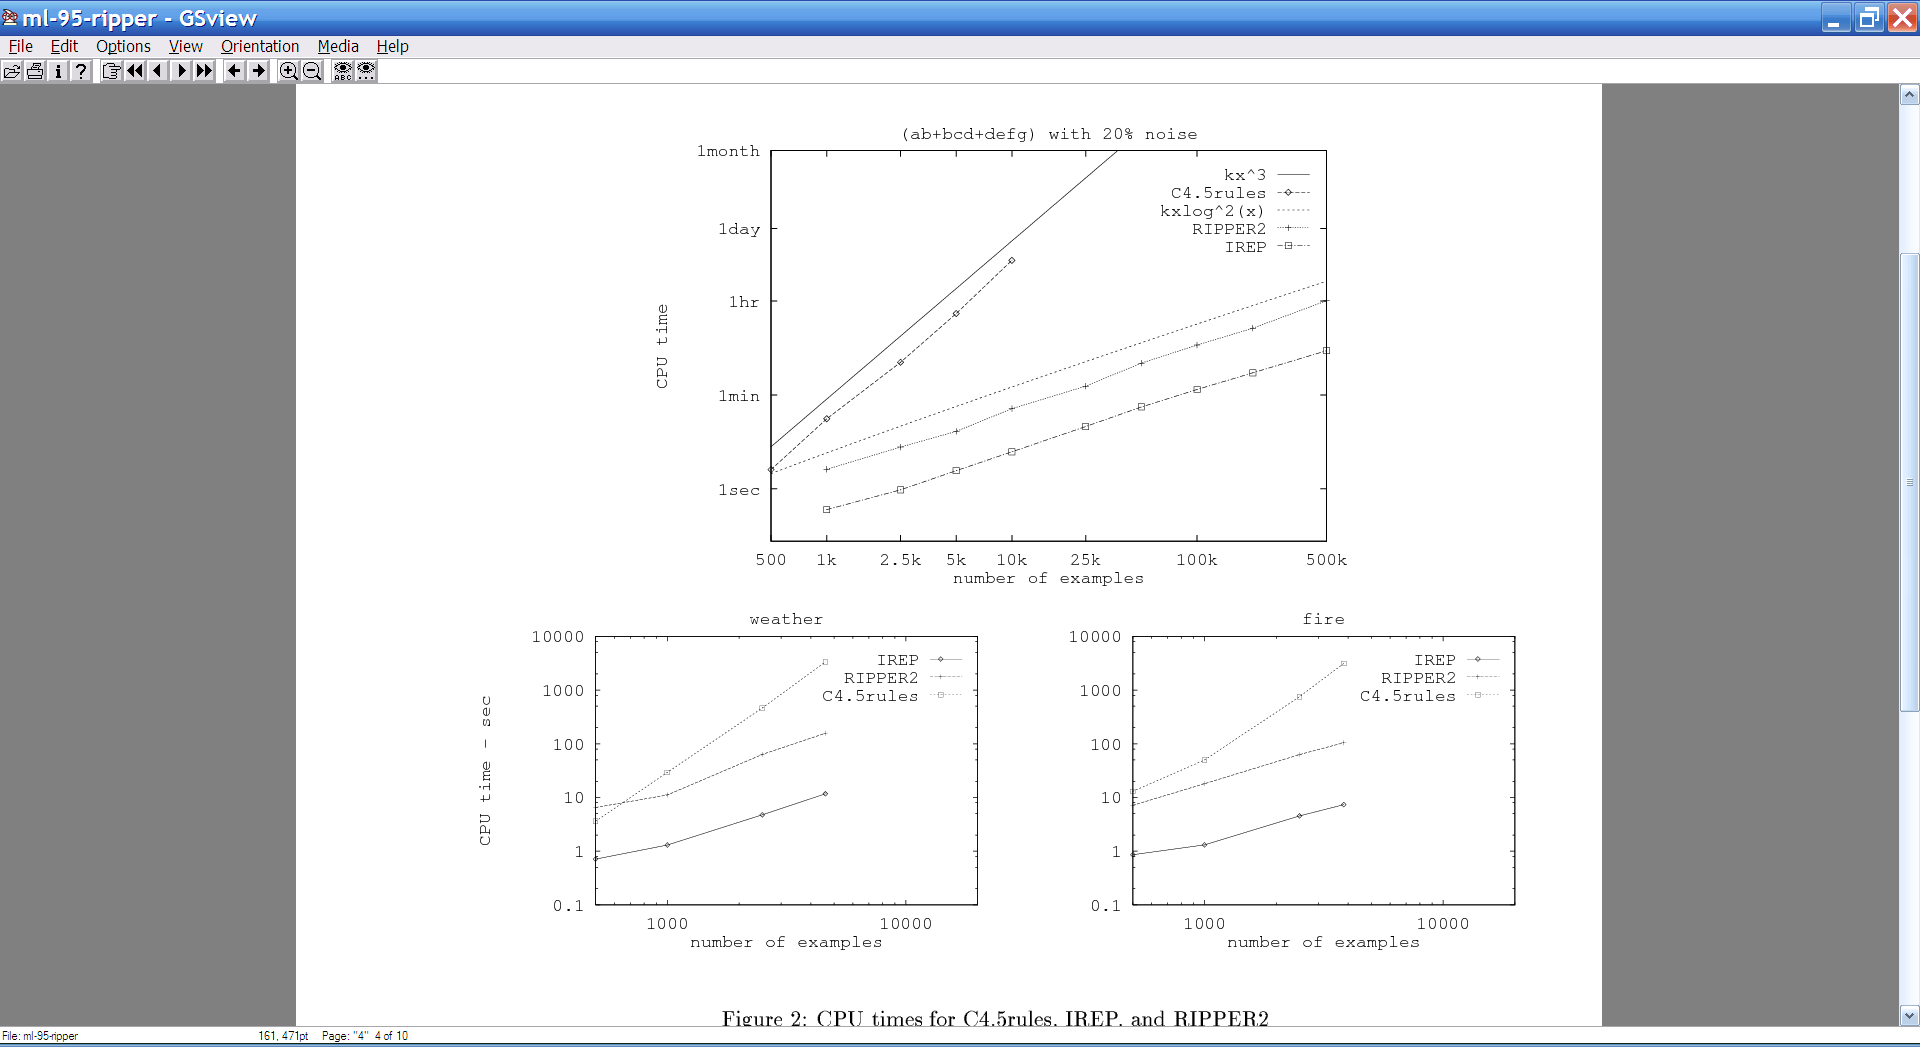 ml-95-ripper - GSview
File Edit Options View Orientation Media Help
(ab+bcd+defg) with 20% noise
1month
1day
1hr
1min
1sec
CPU time
kx^3
C4.5rules
kxlog^2(x)
RIPPER2
IREP
500 1k 2.5k 5k 10k 25k 100k 500k
number of examples
weather
10000
1000
100
10
1
0.1
CPU time - sec
IREP
RIPPER2
C4.5rules
1000 10000
number of examples
fire
10000
1000
100
10
1
0.1
IREP
RIPPER2
C4.5rules
1000 10000
number of examples
Figure 2: CPU times for C4.5rules, IREP, and RIPPER2
File: ml-95-ripper 161, 471pt Page: "4" 4 of 10